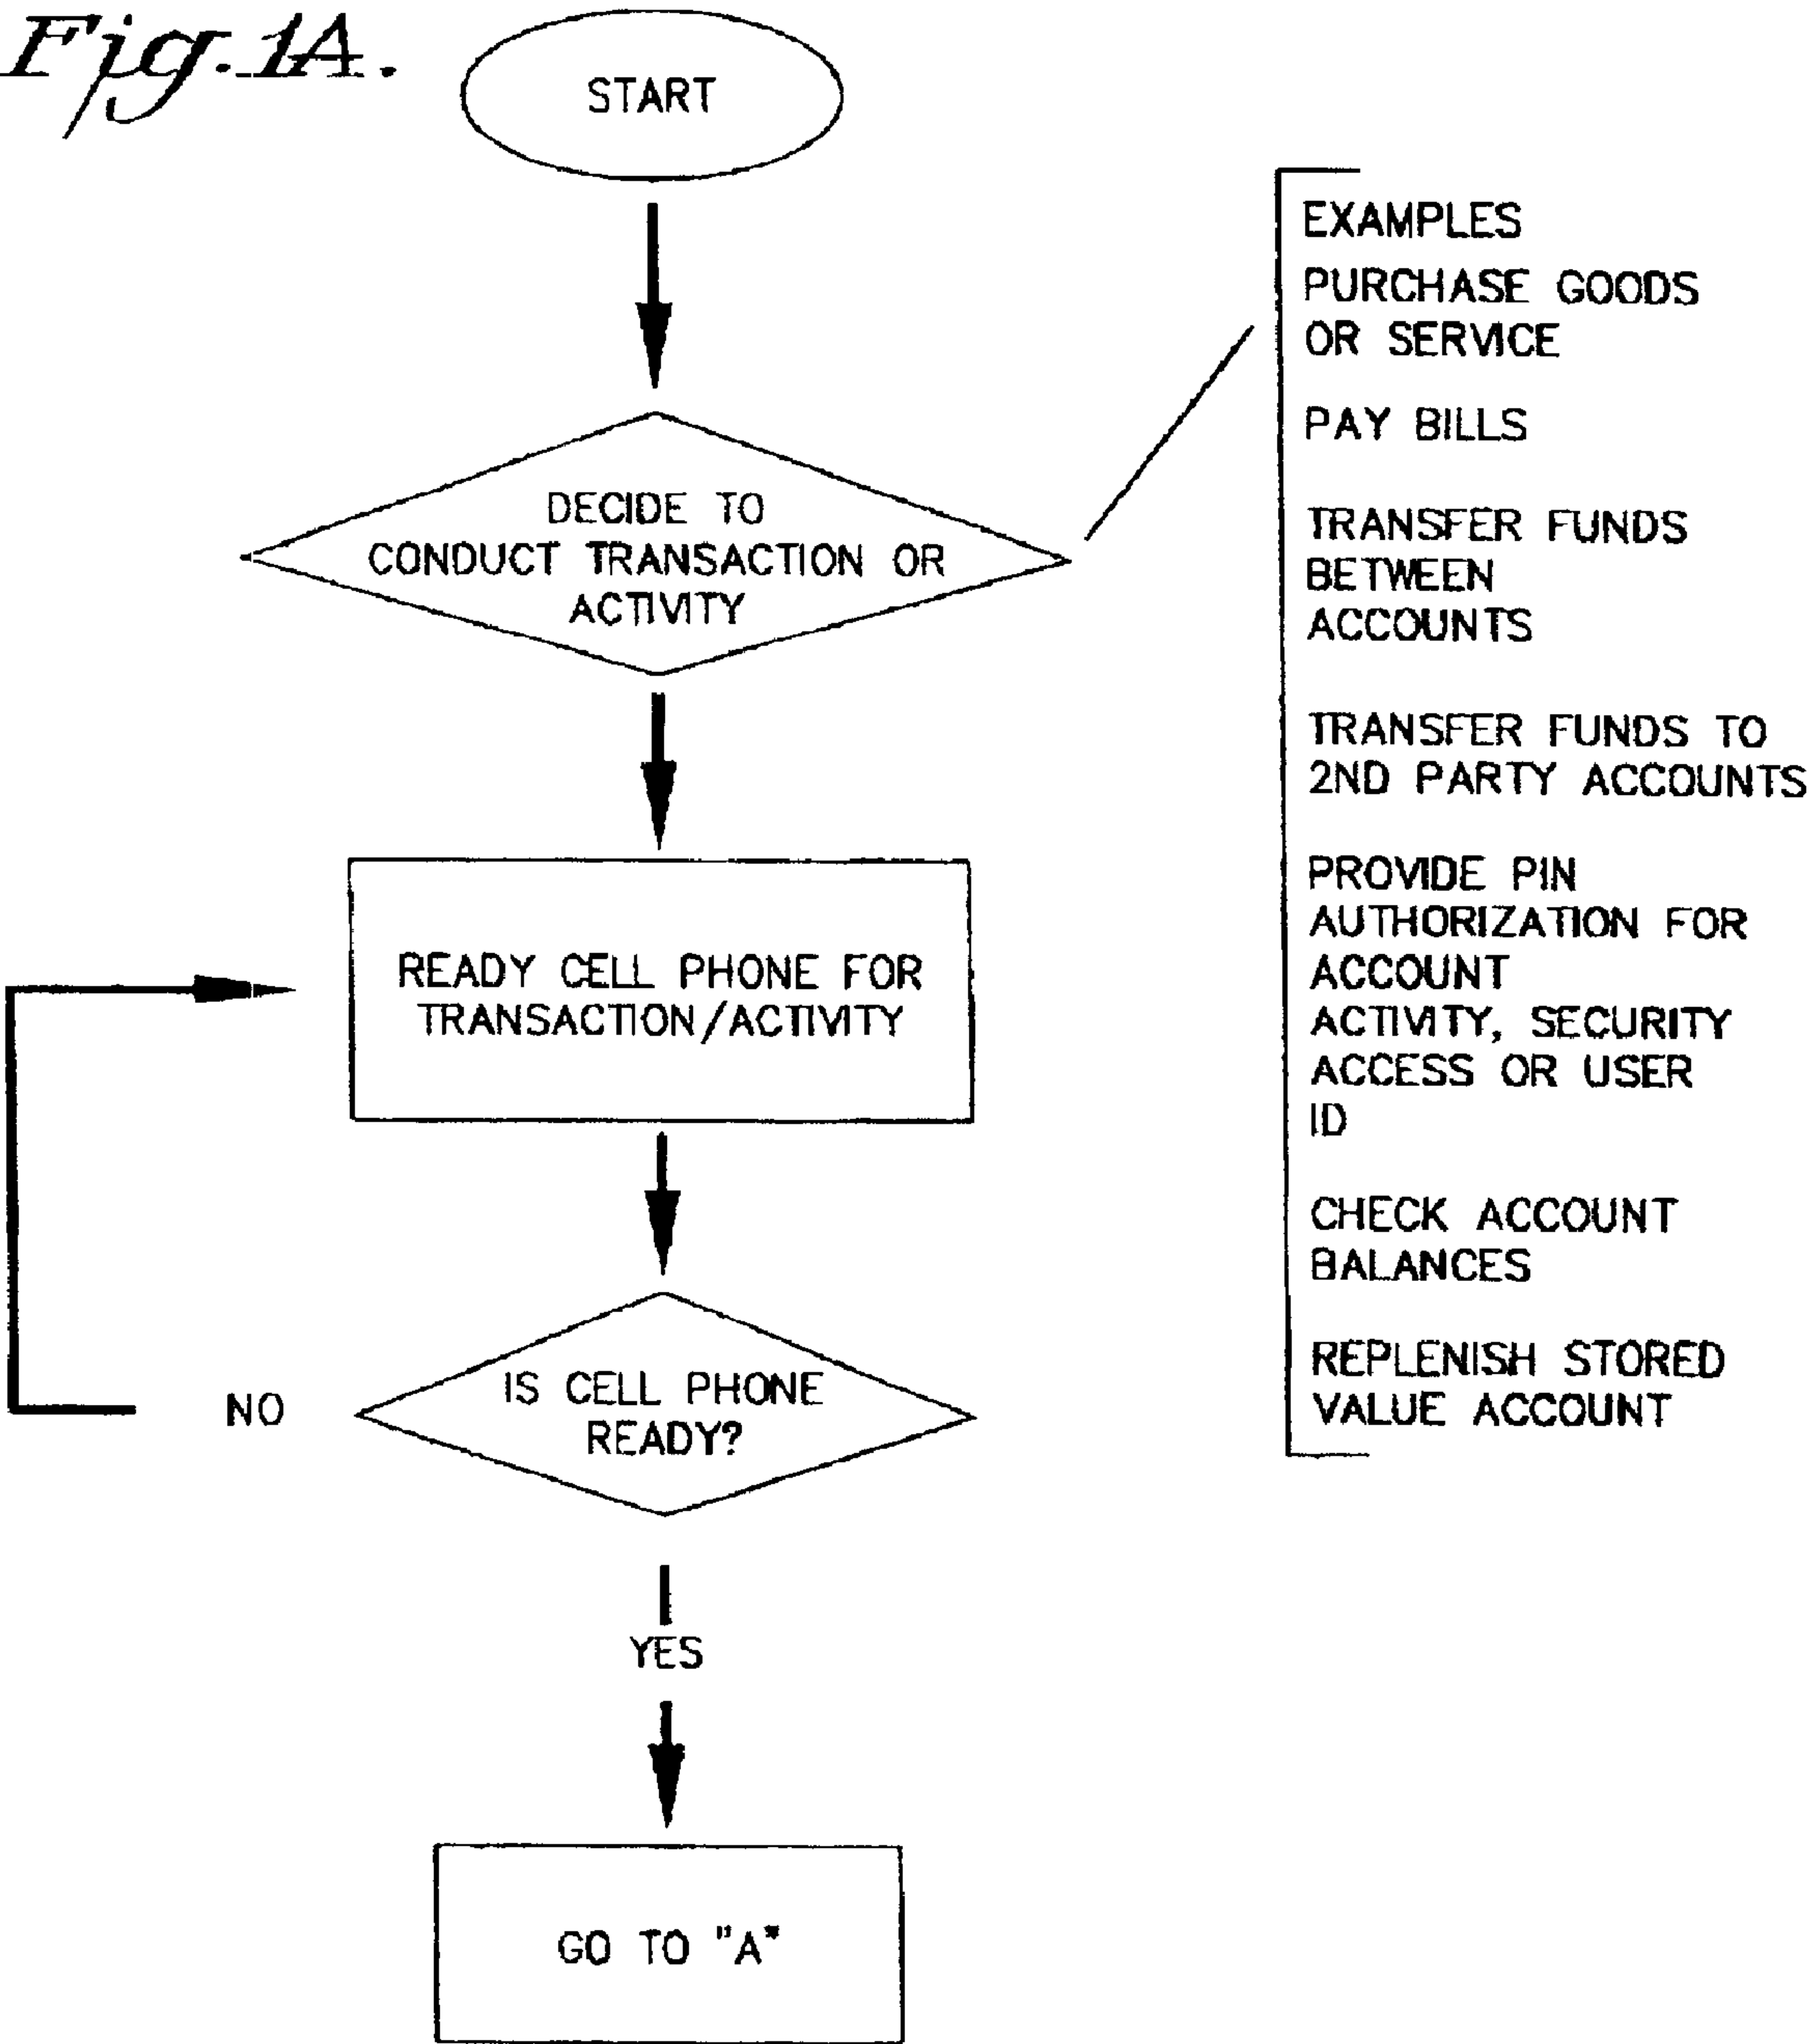 Fig. 1A.
START
DECIDE TO
CONDUCT TRANSACTION OR
ACTIVITY
READY CELL PHONE FOR
TRANSACTION/ACTIVITY
IS CELL PHONE
READY?
NO
YES
GO TO "A"
EXAMPLES
PURCHASE GOODS
OR SERVICE
PAY BILLS
TRANSFER FUNDS
BETWEEN
ACCOUNTS
TRANSFER FUNDS TO
2ND PARTY ACCOUNTS
PROVIDE PIN
AUTHORIZATION FOR
ACCOUNT
ACTIVITY, SECURITY
ACCESS OR USER
ID
CHECK ACCOUNT
BALANCES
REPLENISH STORED
VALUE ACCOUNT